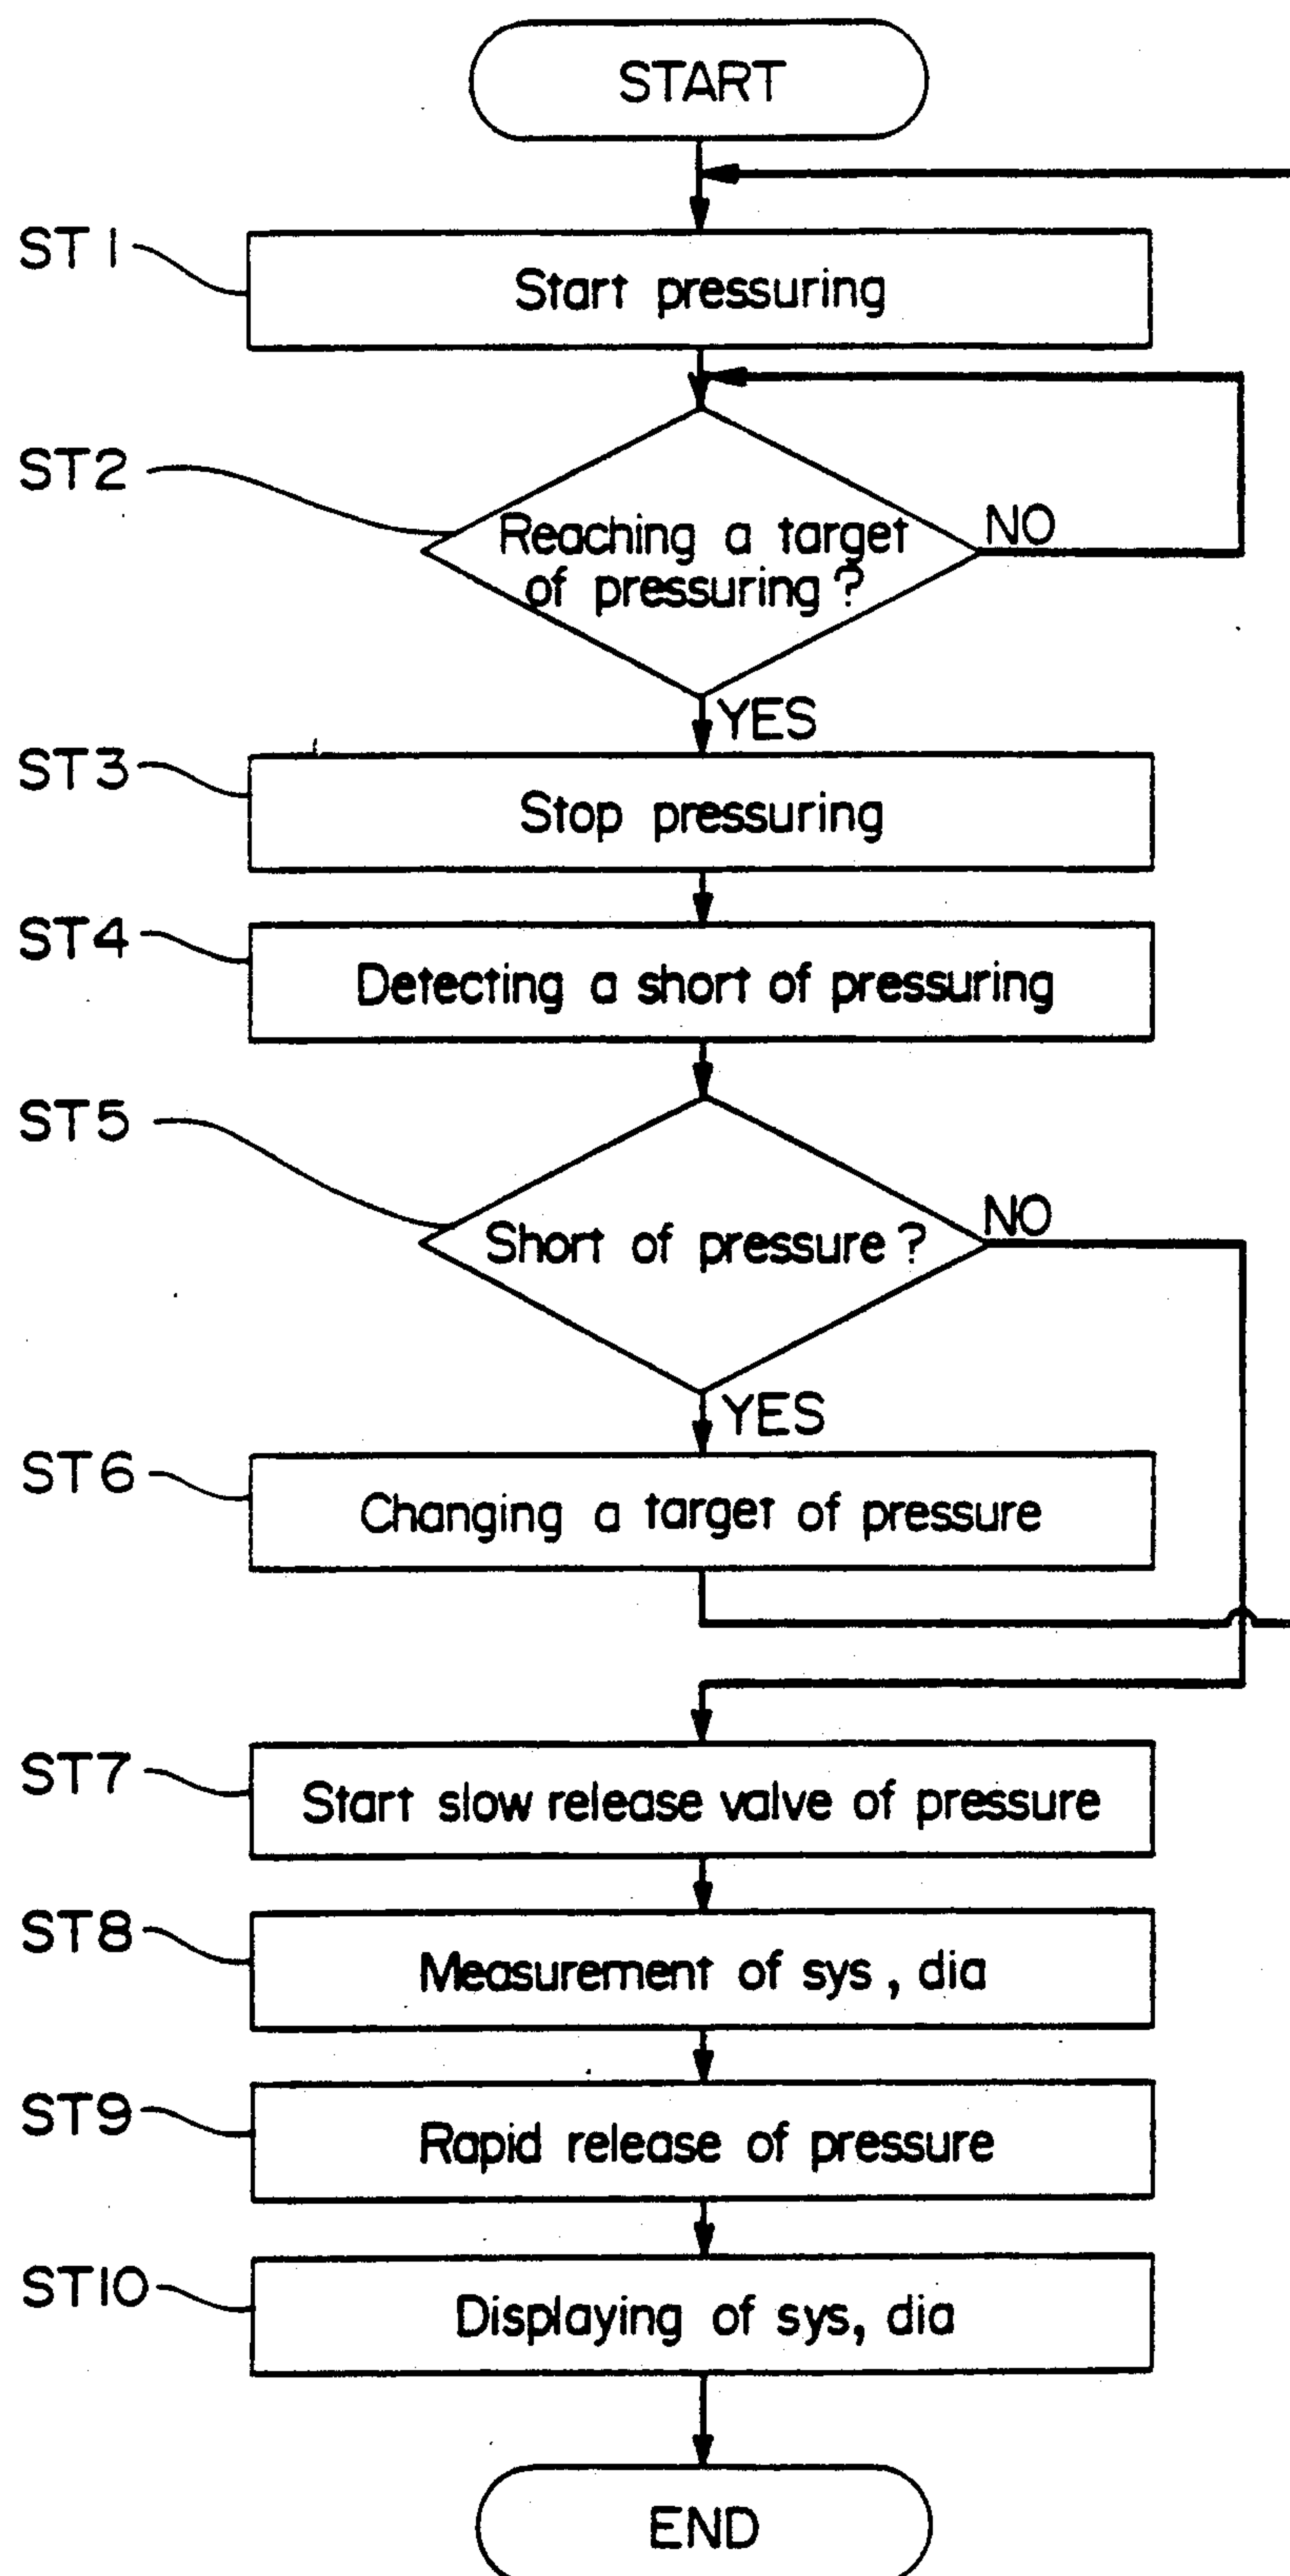 START
ST1
Start pressuring
ST2
Reaching a target
of pressuring?
NO
YES
ST3
Stop pressuring
ST4
Detecting a short of pressuring
ST5
Short of pressure?
NO
YES
ST6
Changing a target of pressure
ST7
Start slow release valve of pressure
ST8
Measurement of sys, dia
ST9
Rapid release of pressure
ST10
Displaying of sys, dia
END